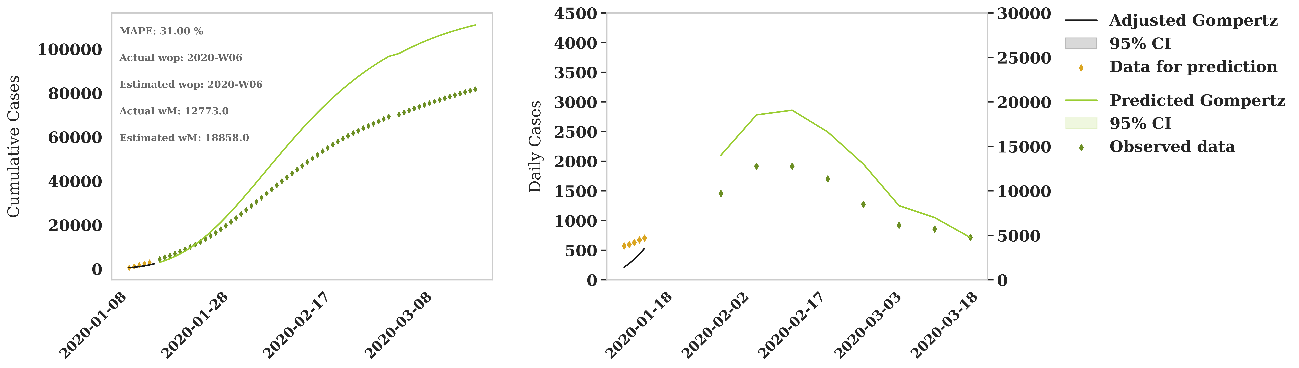 MAPE: 31.00 %
Actual wop: 2020-W06
Estimated wop: 2020-W06
Actual wM: 12773.0
Estimated wM: 18858.0
Cumulative Cases
100000
80000
60000
40000
20000
0
2020-01-08
2020-01-28
2020-02-17
2020-03-08
Daily Cases
4500
4000
3500
3000
2500
2000
1500
1000
500
0
30000
25000
20000
15000
10000
5000
0
2020-01-18
2020-02-02
2020-02-17
2020-03-03
2020-03-18
Adjusted Gompertz
95% CI
Data for prediction
Predicted Gompertz
95% CI
Observed data